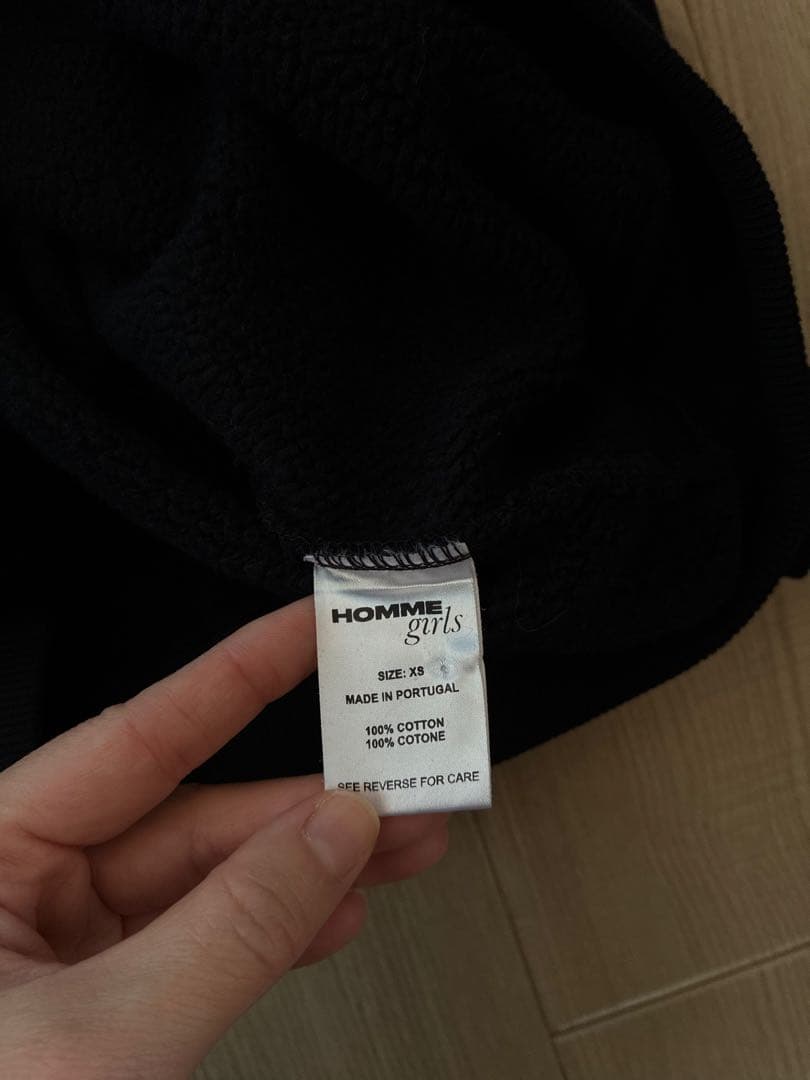 HOMME
girls
SIZE: XS
MADE IN PORTUGAL
100% COTTON
100% COTONE
SEE REVERSE FOR CARE